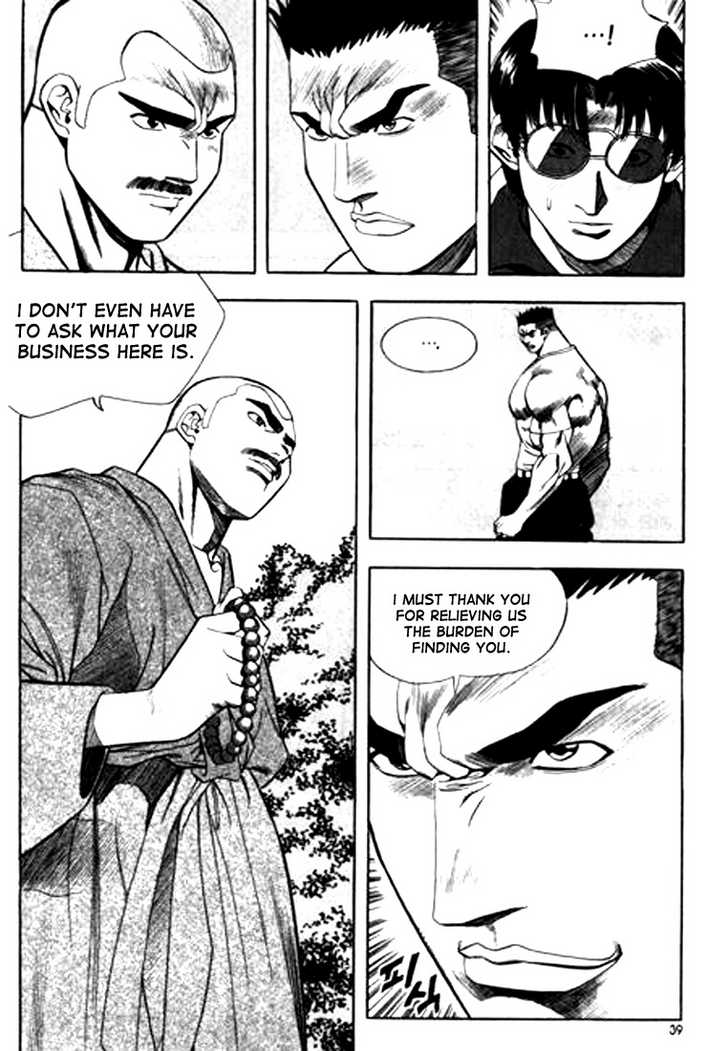 ...!
I DON'T EVEN HAVE
TO ASK WHAT YOUR
BUSINESS HERE IS.
...
I MUST THANK YOU
FOR RELIEVING US
THE BURDEN OF
FINDING YOU.
피식
39